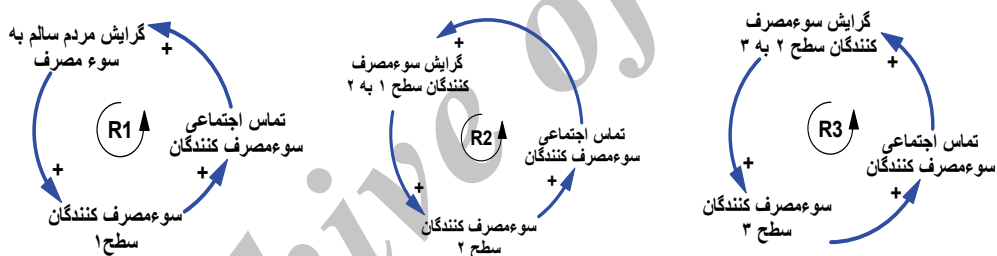 گرایش مردم سالم به
سوء مصرف
+
R1
تماس اجتماعی
سوءمصرف کنندگان
+
+
سوءمصرف کنندگان
سطح۱
+
گرایش سوءمصرف
کنندگان سطح ۱ به ۲
R2
تماس اجتماعی
سوءمصرف کنندگان
+
+
سوءمصرف کنندگان
سطح ۲
گرایش سوءمصرف
کنندگان سطح ۲ به ۳
+
R3
تماس اجتماعی
سوءمصرف کنندگان
+
+
سوءمصرف کنندگان
سطح ۳
ive of